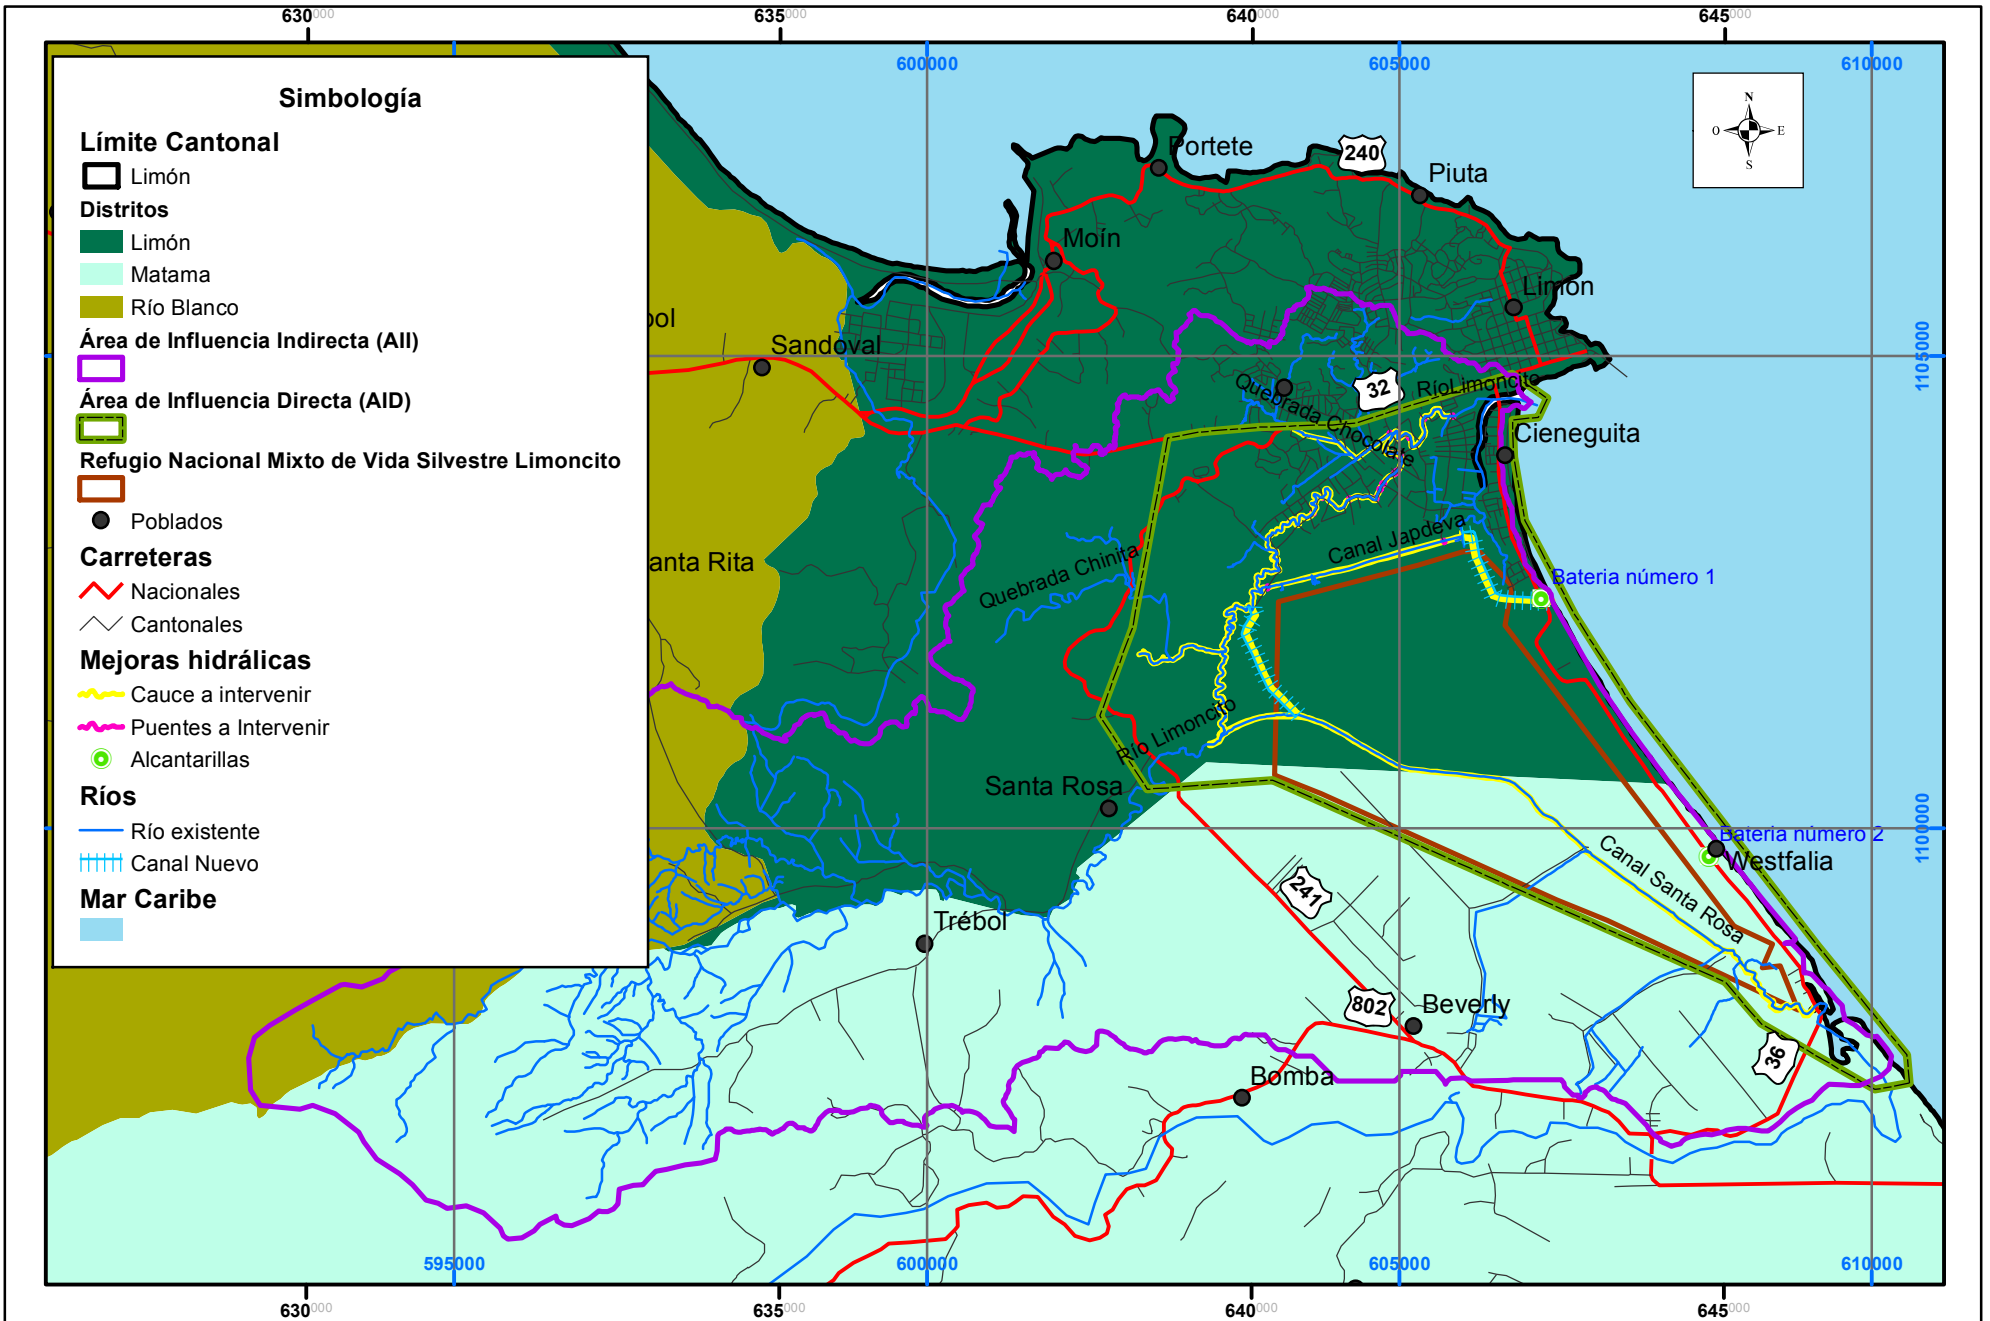 630000
635000
640000
645000
600000
605000
610000
Simbología
Límite Cantonal
Limón
Distritos
Limón
Matama
Río Blanco
Área de Influencia Indirecta (AII)
Área de Influencia Directa (AID)
Refugio Nacional Mixto de Vida Silvestre Limoncito
Poblados
Carreteras
Nacionales
Cantonales
Mejoras hidrálicas
Cauce a intervenir
Puentes a Intervenir
Alcantarillas
Ríos
Río existente
Canal Nuevo
Mar Caribe
N
O
E
S
Portete
240
Piuta
Moín
Limón
bol
Sandoval
1105000
Quebrada Chocolate
32
RíoLimoncito
Cieneguita
Canal Japdeva
anta Rita
Quebrada Chinita
Bateria número 1
Río Limoncito
Santa Rosa
1100000
Bateria número 2
Westfalia
Canal Santa Rosa
241
Trébol
802
Beverly
36
Bomba
595000
600000
605000
610000
630000
635000
640000
645000